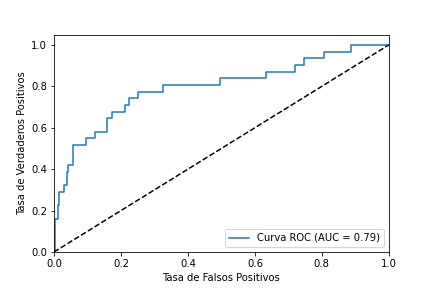 1.0
0.8
0.6
0.4
0.2
0.0
Tasa de Verdaderos Positivos
0.0 0.2 0.4 0.6 0.8 1.0
Tasa de Falsos Positivos
Curva ROC (AUC = 0.79)